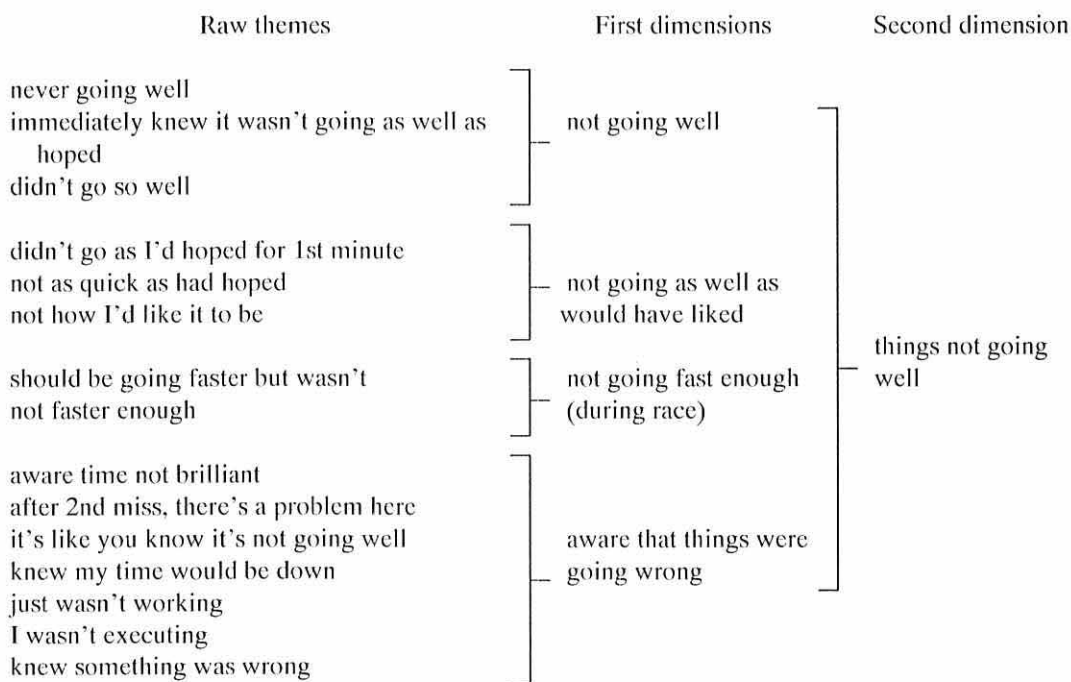 Raw themes First dimensions Second dimension
never going well
immediately knew it wasn't going as well as
hoped
didn't go so well
not going well
didn't go as I'd hoped for 1st minute
not as quick as had hoped
not how I'd like it to be
not going as well as
would have liked
should be going faster but wasn't
not faster enough
not going fast enough
(during race)
aware time not brilliant
after 2nd miss, there's a problem here
it's like you know it's not going well
knew my time would be down
just wasn't working
I wasn't executing
knew something was wrong
aware that things were
going wrong
things not going
well